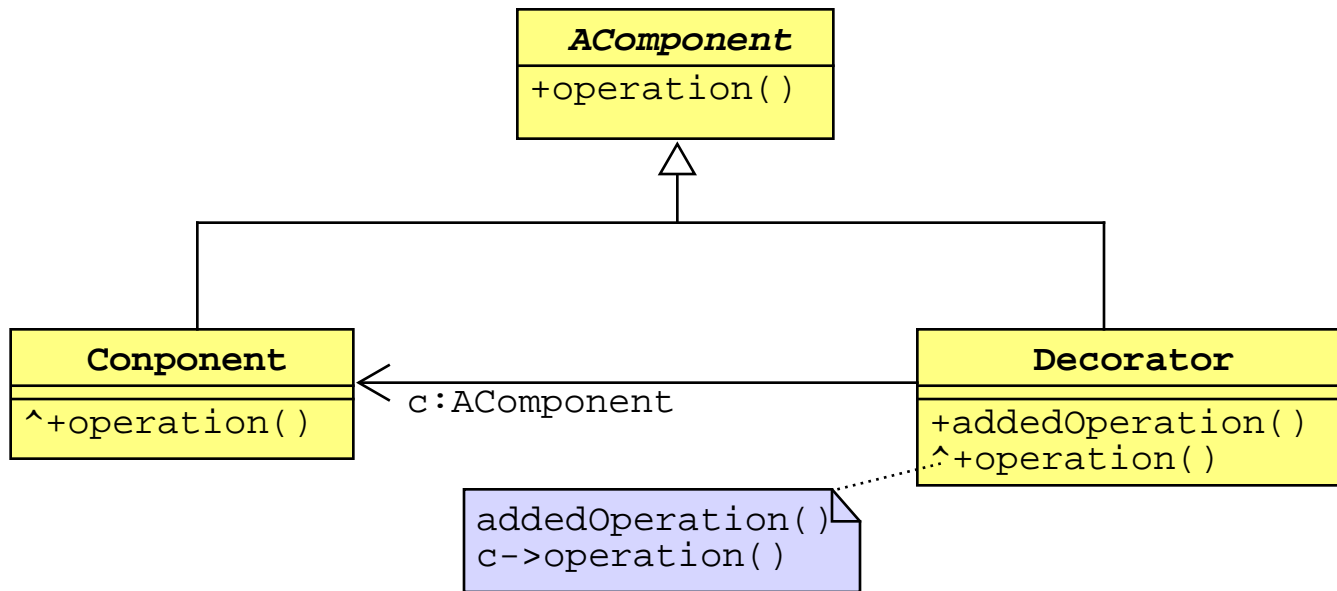 AComponent
+operation()
Conponent
^+operation()
c:AComponent
Decorator
+addedOperation()
^+operation()
addedOperation()
c->operation()